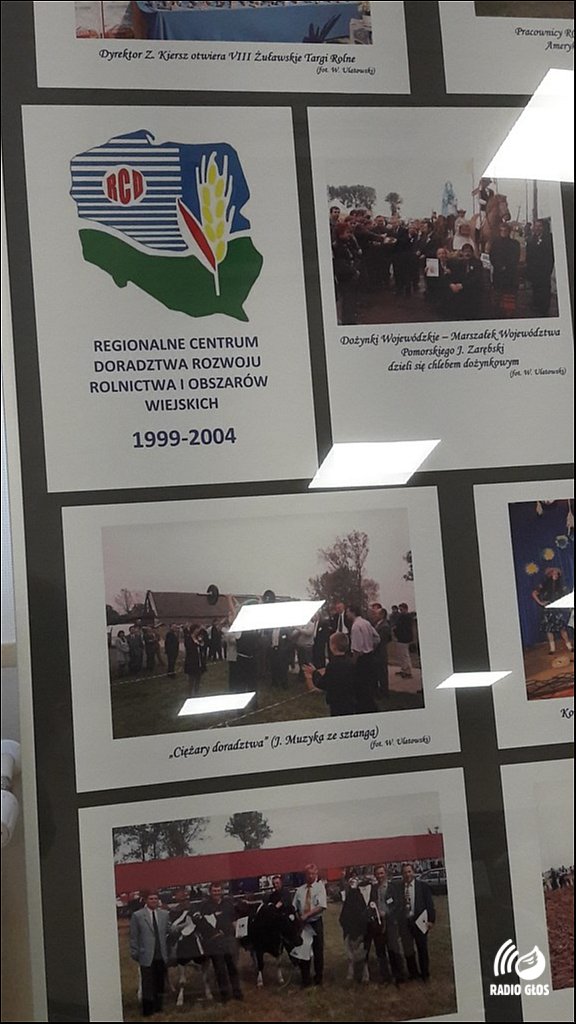 Dyrektor Z. Kiersz otwiera VIII Żuławskie Targi Rolne
(fot. W. Ulatowski)
Pracownicy
RCD
REGIONALNE CENTRUM
DORADZTWA ROZWOJU
ROLNICTWA I OBSZARÓW
WIEJSKICH
1999-2004
Dożynki Wojewódzkie – Marszałek Województwa
Pomorskiego J. Zarębski
dzieli się chlebem dożynkowym
(fot. W. Ulatowski)
„Ciężary doradztwa" (J. Muzyka ze sztangą)
(fot. W. Ulatowski)
RADIO GŁOS